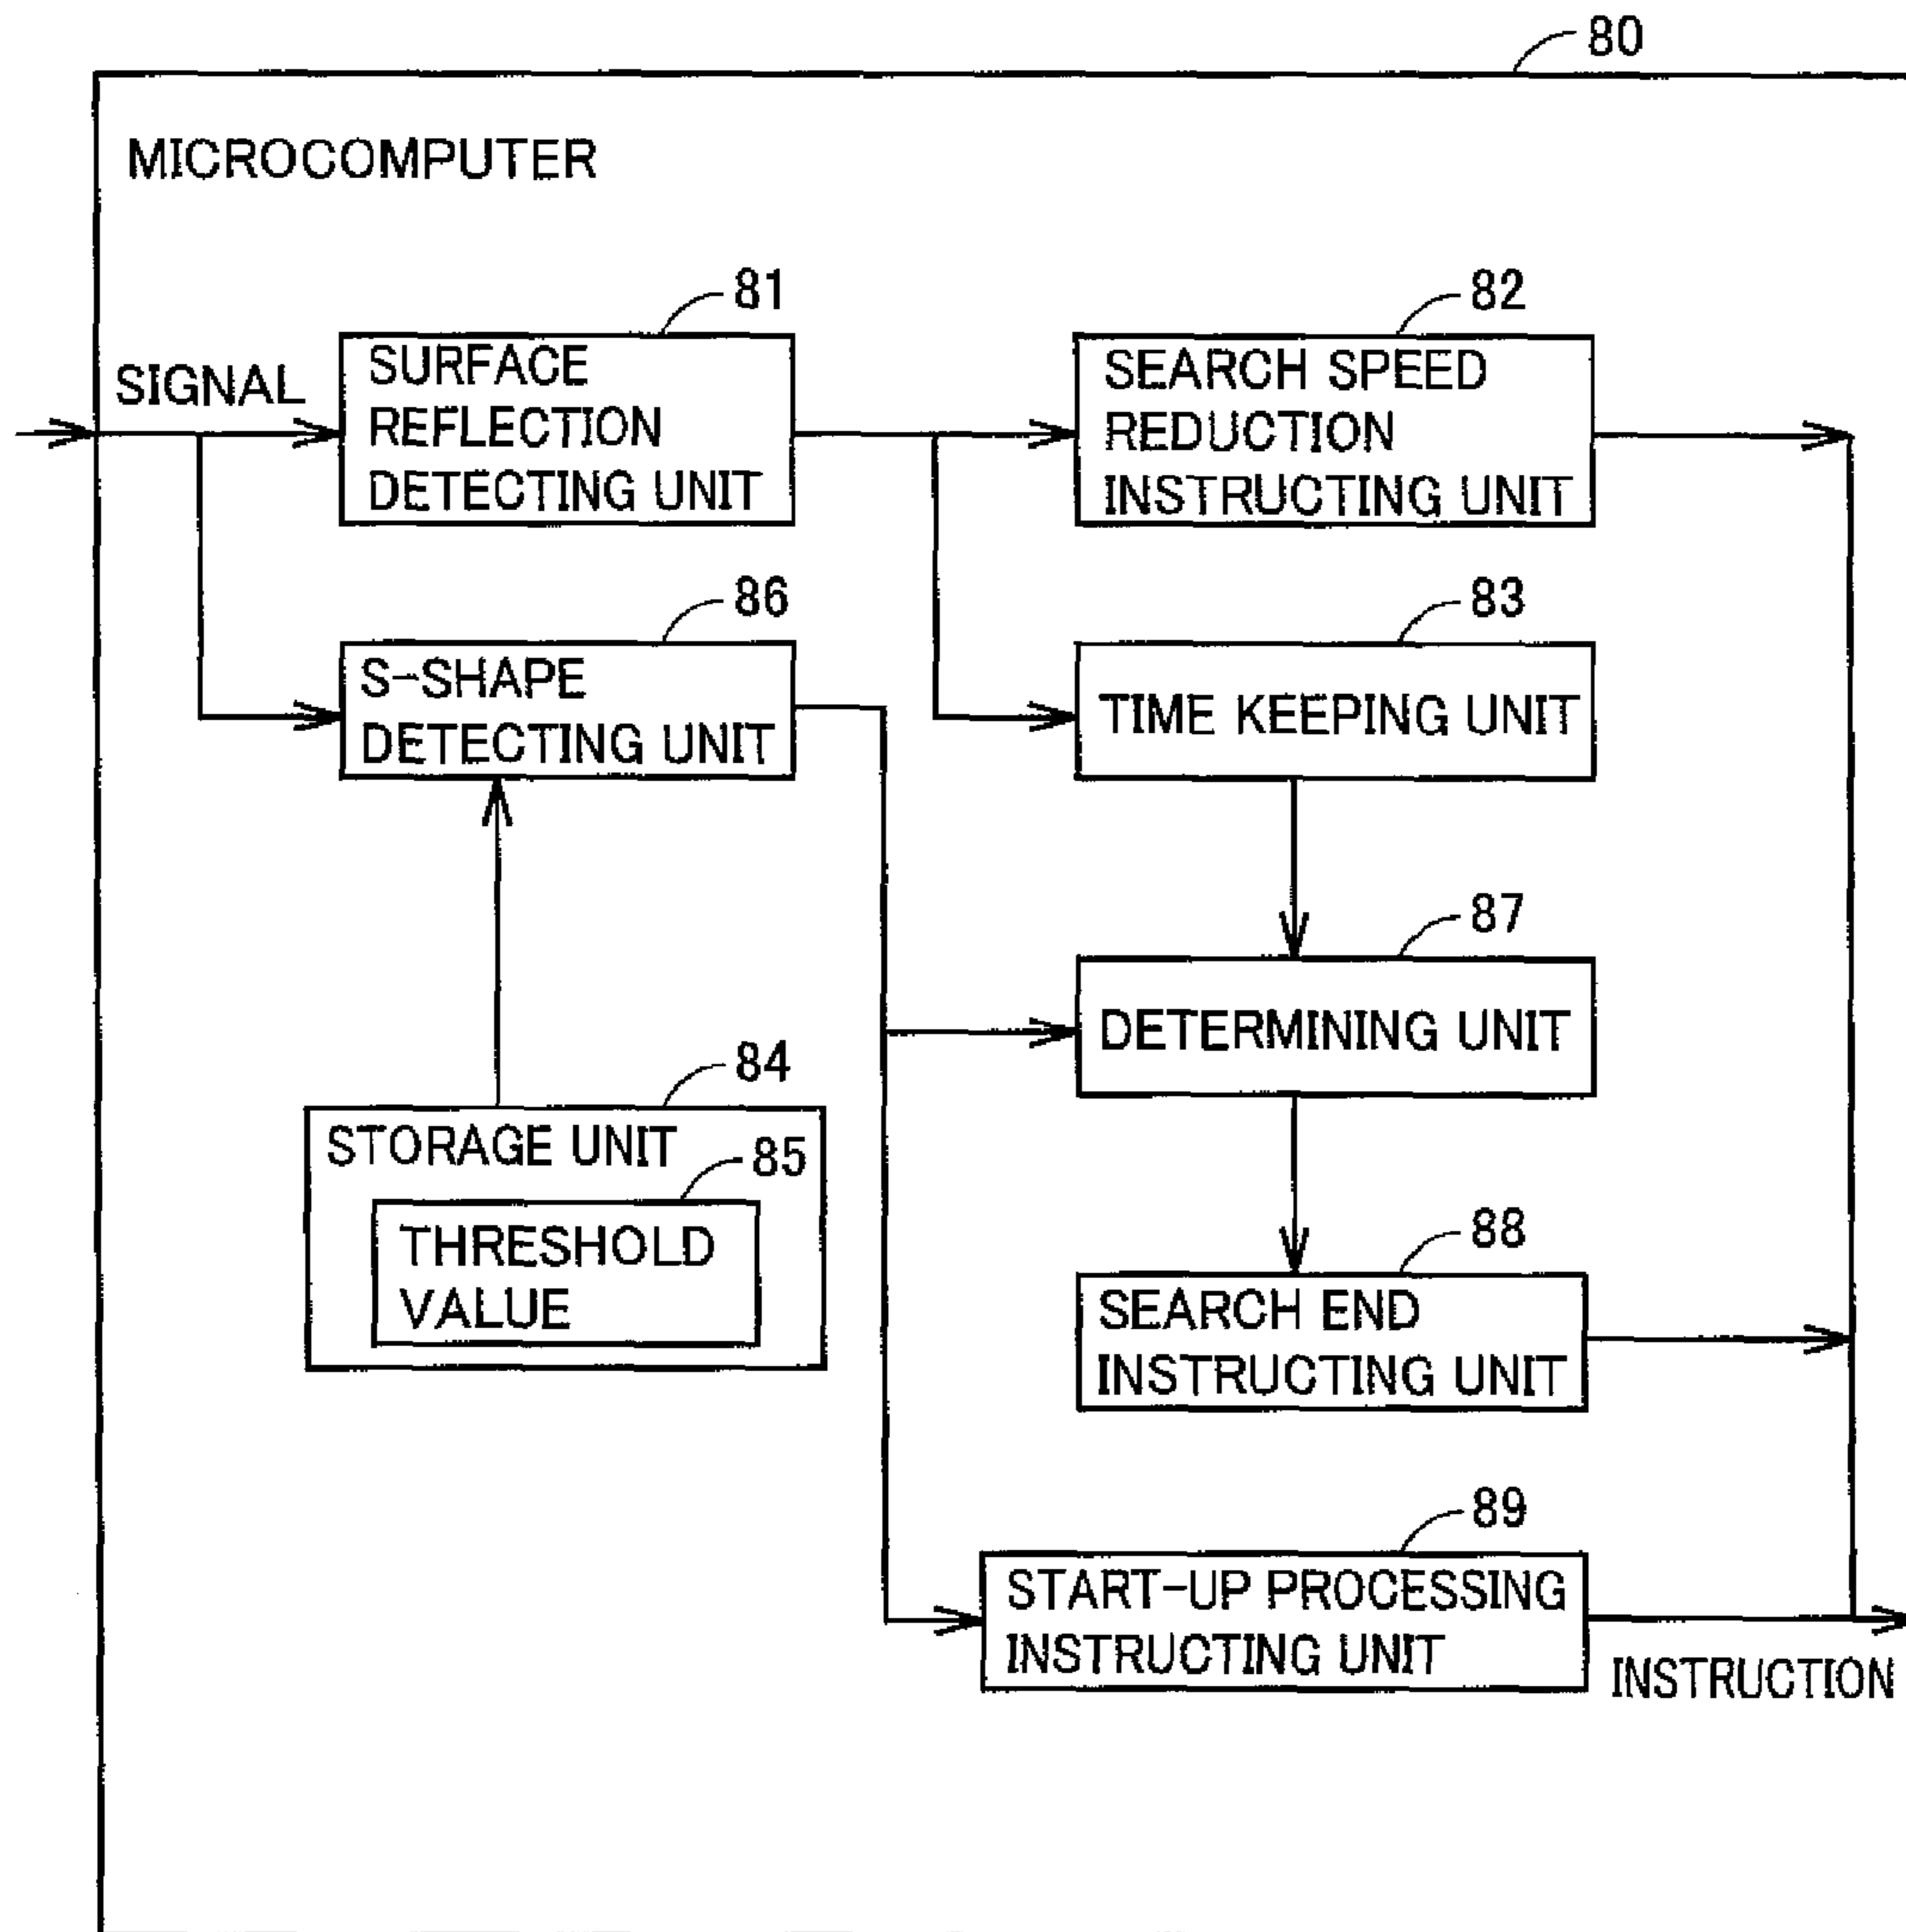 80
MICROCOMPUTER
81
82
SIGNAL
SURFACE
REFLECTION
DETECTING UNIT
SEARCH SPEED
REDUCTION
INSTRUCTING UNIT
86
83
S-SHAPE
DETECTING UNIT
TIME KEEPING UNIT
87
DETERMINING UNIT
84
STORAGE UNIT
85
THRESHOLD
VALUE
88
SEARCH END
INSTRUCTING UNIT
89
START-UP PROCESSING
INSTRUCTING UNIT
INSTRUCTION